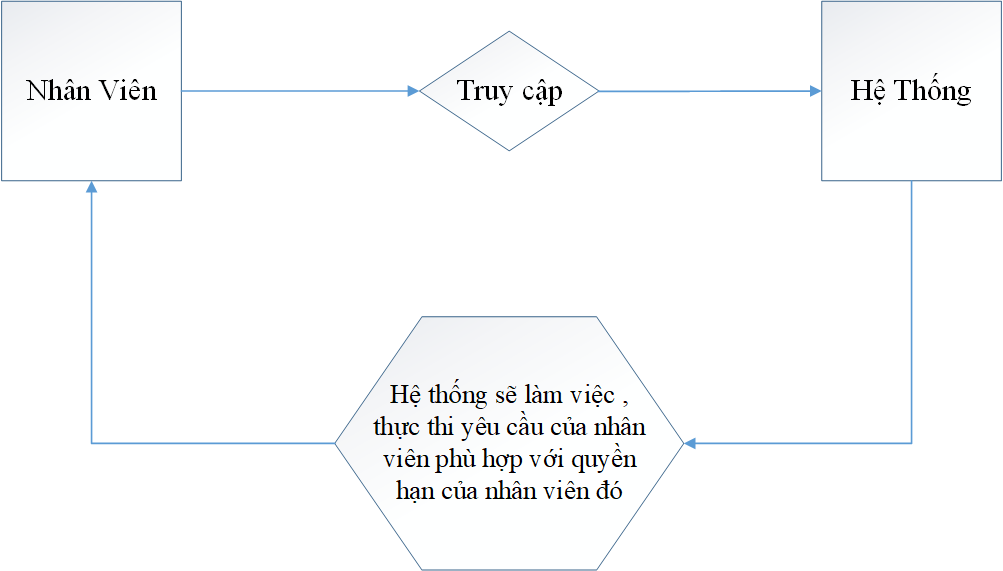 Nhân Viên
Truy cập
Hệ Thống
Hệ thống sẽ làm việc ,
thực thi yêu cầu của nhân
viên phù hợp với quyền
hạn của nhân viên đó